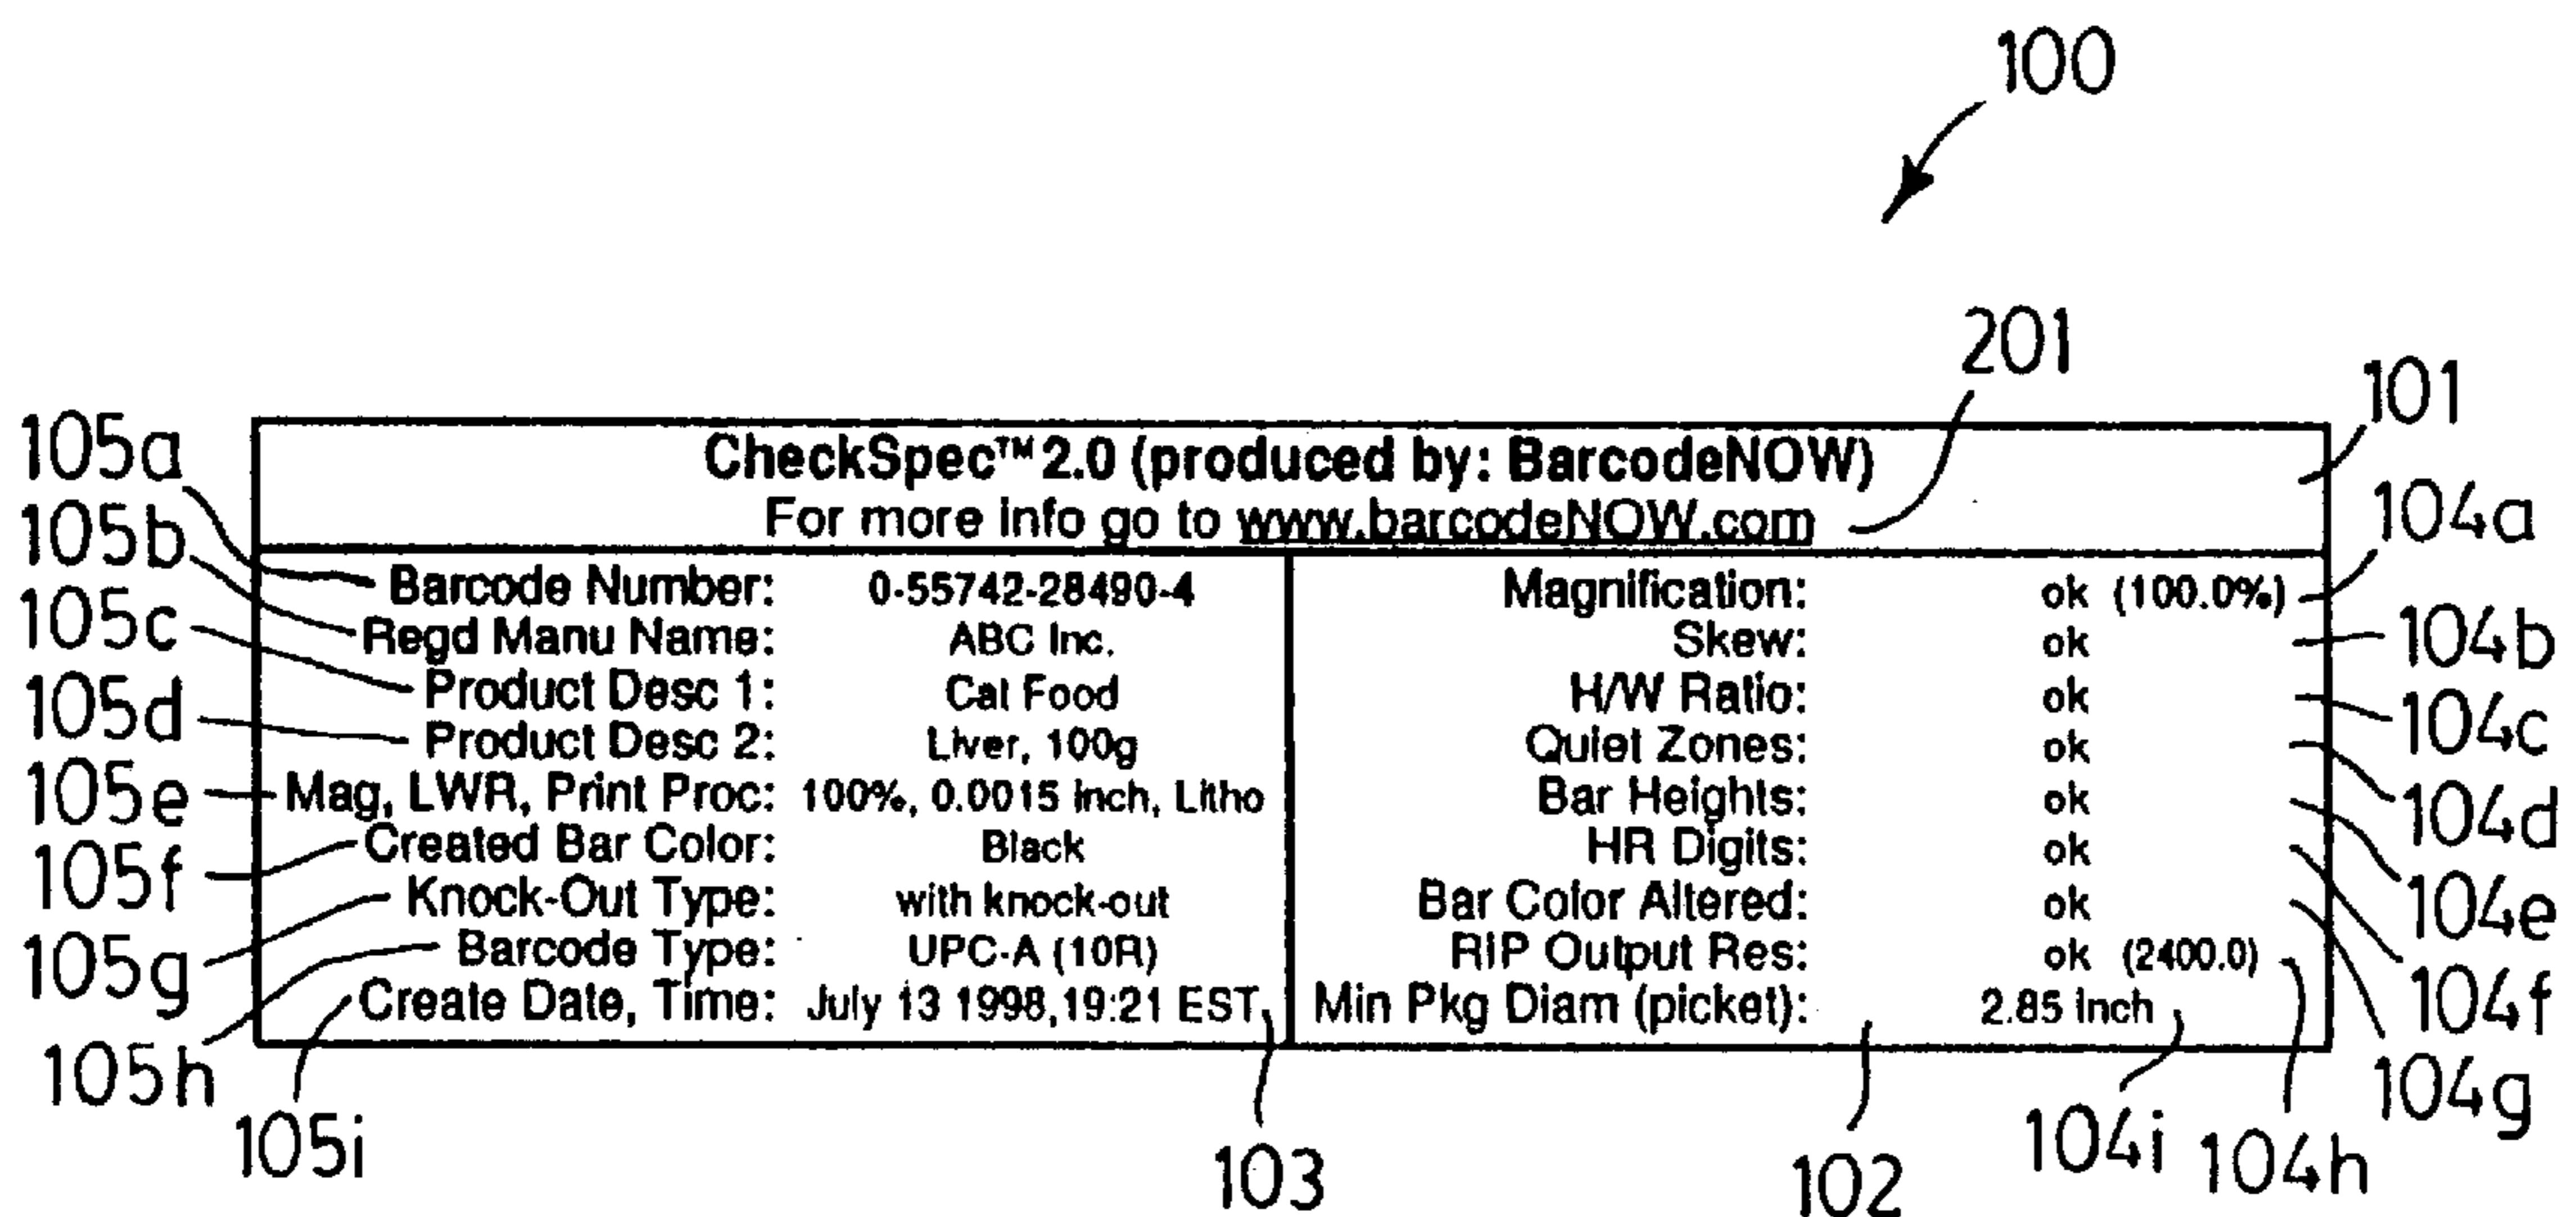 100
201
101
CheckSpec™ 2.0 (produced by: BarcodeNOW)
For more info go to www.barcodeNOW.com
105a
105b
105c
105d
105e
105f
105g
105h
105i
Barcode Number: 0-55742-28490-4
Regd Manu Name: ABC Inc.
Product Desc 1: Cat Food
Product Desc 2: Liver, 100g
Mag, LWR, Print Proc: 100%, 0.0015 inch, Litho
Created Bar Color: Black
Knock-Out Type: with knock-out
Barcode Type: UPC-A (10R)
Create Date, Time: July 13 1998,19:21 EST
Magnification: ok (100.0%)
Skew: ok
H/W Ratio: ok
Quiet Zones: ok
Bar Heights: ok
HR Digits: ok
Bar Color Altered: ok
RIP Output Res: ok (2400.0)
Min Pkg Diam (picket): 2.85 inch
104a
104b
104c
104d
104e
104f
104g
104h
104i
102
103